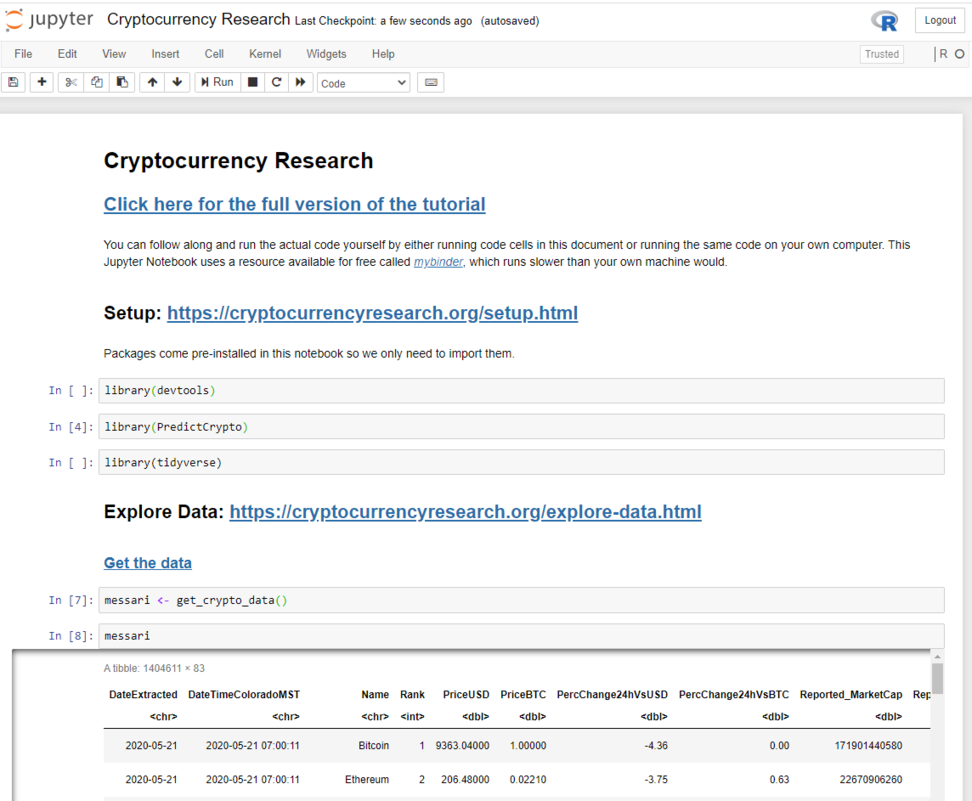 jupyter Cryptocurrency Research Last Checkpoint: a few seconds ago (autosaved)
R
Logout
File Edit View Insert Cell Kernel Widgets Help
Trusted
R
Run
Code
Cryptocurrency Research
Click here for the full version of the tutorial
You can follow along and run the actual code yourself by either running code cells in this document or running the same code on your own computer. This
Jupyter Notebook uses a resource available for free called mybinder, which runs slower than your own machine would.
Setup: https://cryptocurrencyresearch.org/setup.html
Packages come pre-installed in this notebook so we only need to import them.
In [ ]: library(devtools)
In [4]: library(PredictCrypto)
In [ ]: library(tidyverse)
Explore Data: https://cryptocurrencyresearch.org/explore-data.html
Get the data
In [7]: messari <- get_crypto_data()
In [8]: messari
A tibble: 1404611 × 83
DateExtracted DateTimeColoradoMST Name Rank PriceUSD PriceBTC PercChange24hVsUSD PercChange24hVsBTC Reported_MarketCap Rep
<chr> <chr> <chr> <int> <dbl> <dbl> <dbl> <dbl> <dbl>
2020-05-21 2020-05-21 07:00:11 Bitcoin 1 9363.04000 1.00000 -4.36 0.00 171901440580
2020-05-21 2020-05-21 07:00:11 Ethereum 2 206.48000 0.02210 -3.75 0.63 22670906260